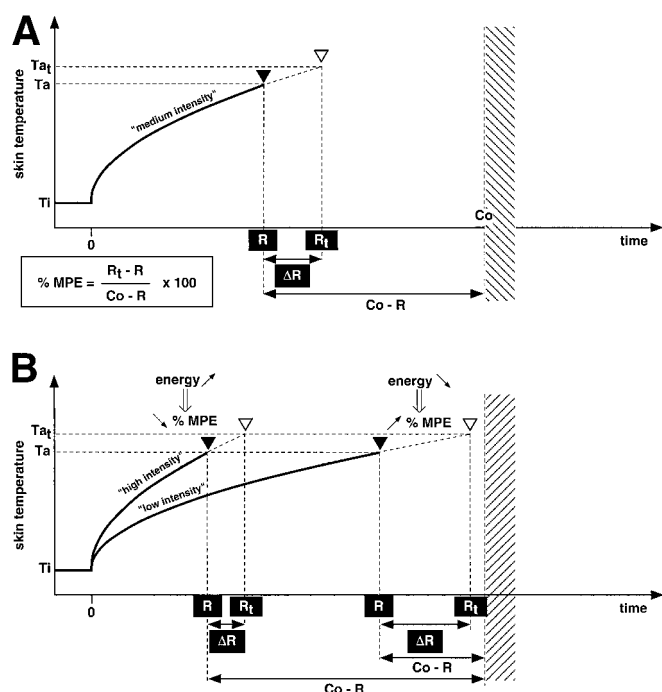 A
skin temperature
Ta_t
Ta
"medium intensity"
Ti
Co
0
R
R_t
time
ΔR
Co - R
% MPE = (R_t - R) / (Co - R) x 100
B
energy
energy
% MPE
% MPE
skin temperature
Ta_t
Ta
"high intensity"
"low intensity"
Ti
0
R
R_t
R
R_t
time
ΔR
ΔR
Co - R
Co - R